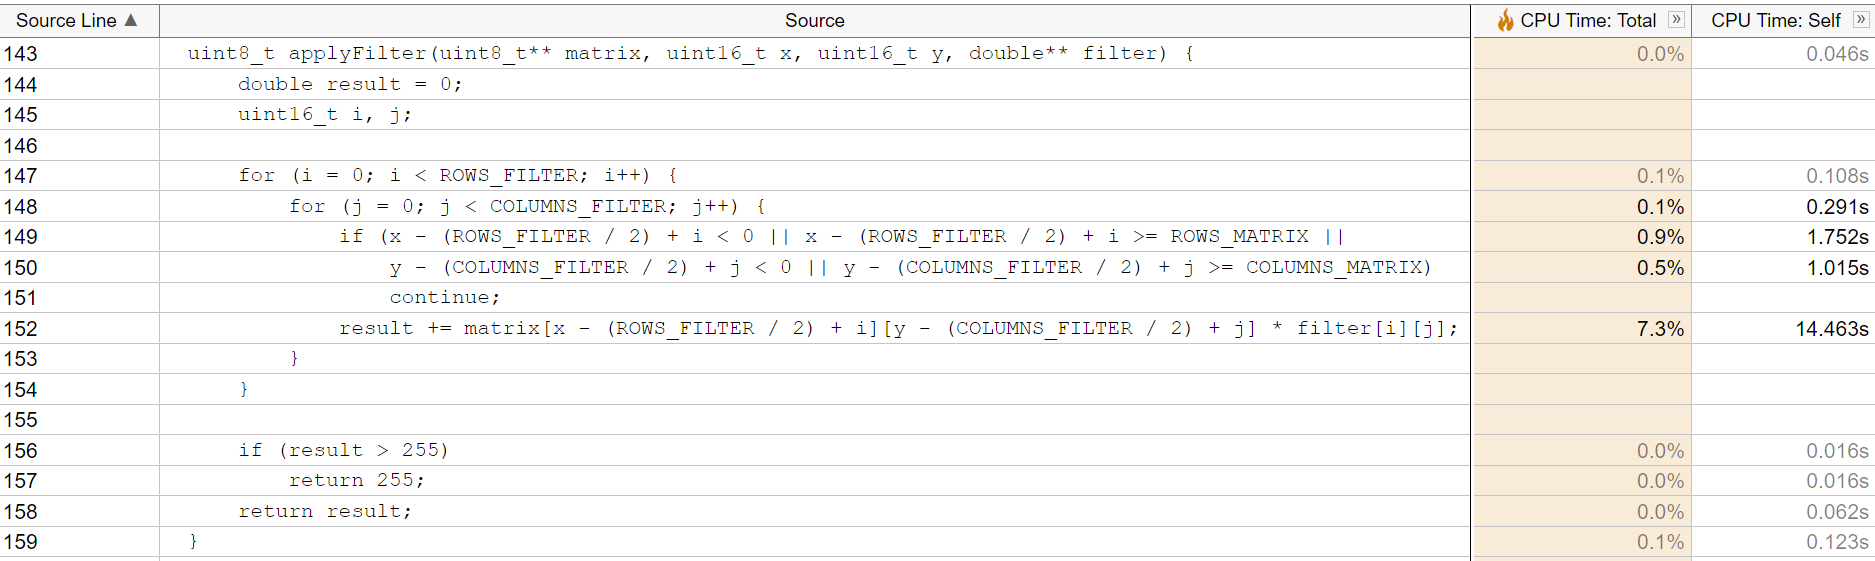 Source Line ▲ Source 🔥 CPU Time: Total » CPU Time: Self »
143 uint8_t applyFilter(uint8_t** matrix, uint16_t x, uint16_t y, double** filter) { 0.0% 0.046s
144 double result = 0;
145 uint16_t i, j;
146
147 for (i = 0; i < ROWS_FILTER; i++) { 0.1% 0.108s
148 for (j = 0; j < COLUMNS_FILTER; j++) { 0.1% 0.291s
149 if (x - (ROWS_FILTER / 2) + i < 0 || x - (ROWS_FILTER / 2) + i >= ROWS_MATRIX || 0.9% 1.752s
150 y - (COLUMNS_FILTER / 2) + j < 0 || y - (COLUMNS_FILTER / 2) + j >= COLUMNS_MATRIX) 0.5% 1.015s
151 continue;
152 result += matrix[x - (ROWS_FILTER / 2) + i][y - (COLUMNS_FILTER / 2) + j] * filter[i][j]; 7.3% 14.463s
153 }
154 }
155
156 if (result > 255) 0.0% 0.016s
157 return 255; 0.0% 0.016s
158 return result; 0.0% 0.062s
159 } 0.1% 0.123s